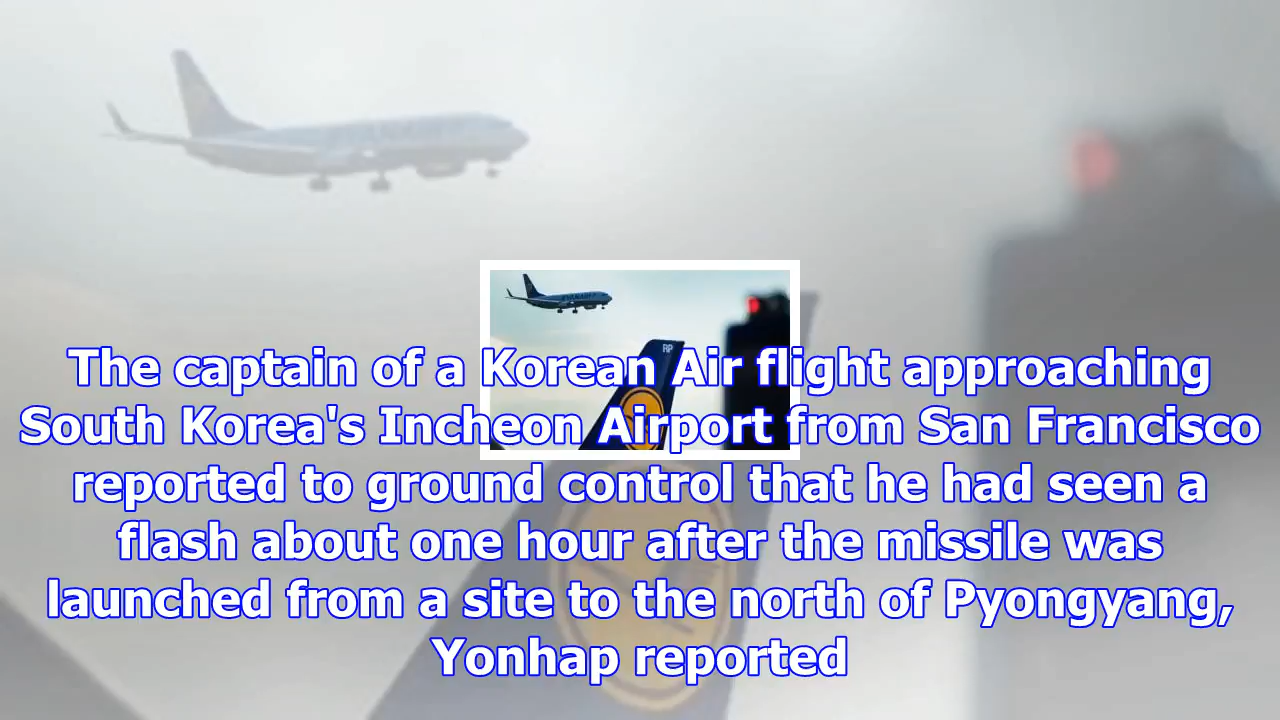 RP
The captain of a Korean Air flight approaching
South Korea's Incheon Airport from San Francisco
reported to ground control that he had seen a
flash about one hour after the missile was
launched from a site to the north of Pyongyang,
Yonhap reported